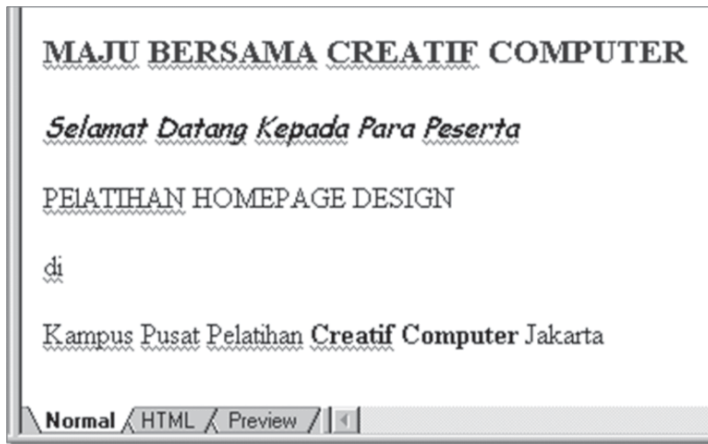 MAJU BERSAMA CREATIF COMPUTER
Selamat Datang Kepada Para Peserta
PElATIHAN HOMEPAGE DESIGN
di
Kampus Pusat Pelatihan Creatif Computer Jakarta
Normal HTML Preview